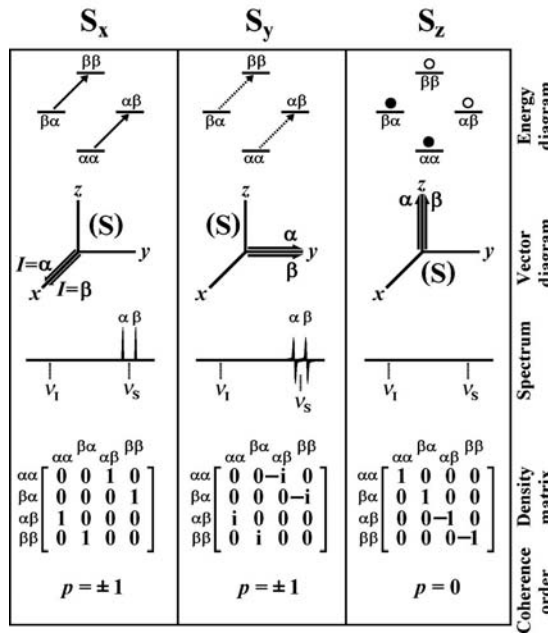 Sx Sy Sz
ββ ββ ββ
βα αβ βα αβ βα αβ
αα αα αα
Energy diagram
z z z
(S) (S) α β
I=α y α y y
x I=β x β x (S)
Vector diagram
α β α β
νI νS νI νS νI νS
Spectrum
αα βα αβ ββ αα βα αβ ββ αα βα αβ ββ
αα 0 0 1 0 αα 0 0 −i 0 αα 1 0 0 0
βα 0 0 0 1 βα 0 0 0 −i βα 0 1 0 0
αβ 1 0 0 0 αβ i 0 0 0 αβ 0 0 −1 0
ββ 0 1 0 0 ββ 0 i 0 0 ββ 0 0 0 −1
Density matrix
p = ± 1 p = ± 1 p = 0
Coherence order